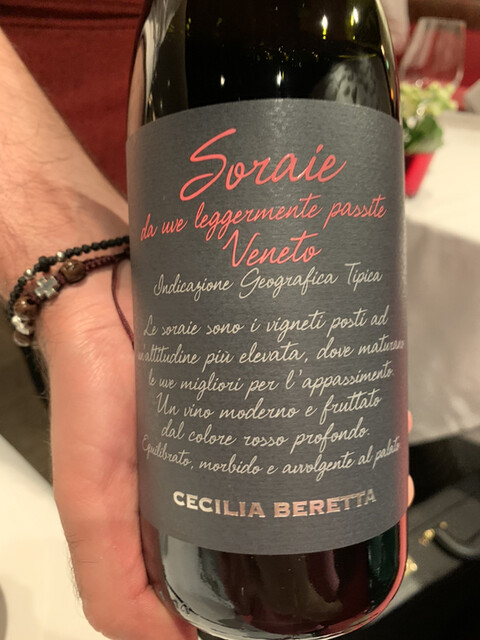 Soraie
da uve leggermente passite
Veneto
Indicazione Geografica Tipica
Le soraie sono i vigneti posti ad
un'altitudine più elevata, dove maturano
le uve migliori per l'appassimento.
Un vino moderno e fruttato
dal colore rosso profondo.
Equilibrato, morbido e avvolgente al palato.
CECILIA BERETTA